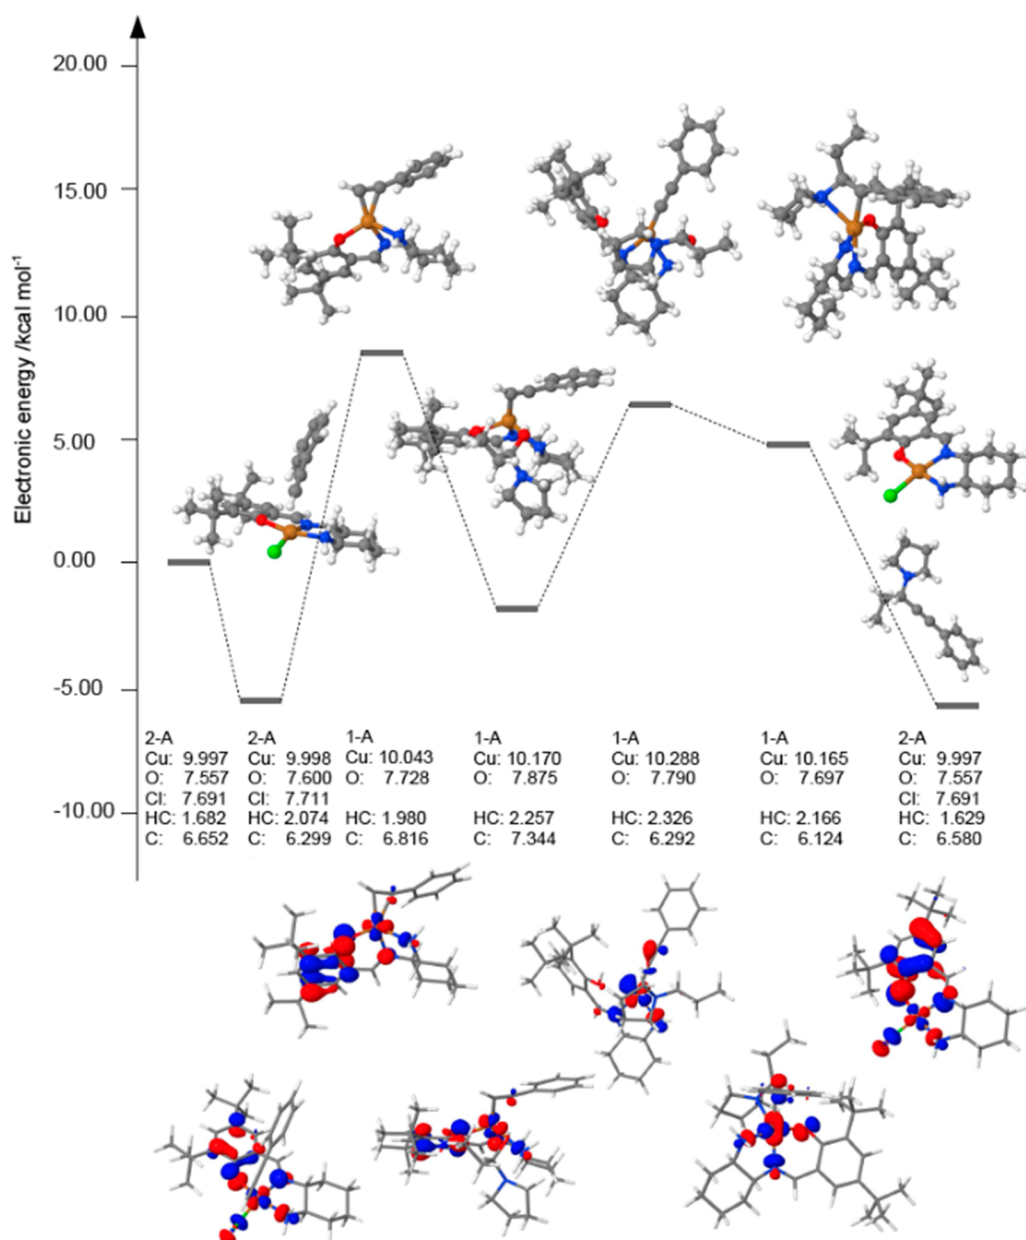 20.00
15.00
10.00
5.00
0.00
-5.00
-10.00
Electronic energy /kcal mol-1
2-A
Cu: 9.997
O: 7.557
Cl: 7.691
HC: 1.682
C: 6.652
2-A
Cu: 9.998
O: 7.600
Cl: 7.711
HC: 2.074
C: 6.299
1-A
Cu: 10.043
O: 7.728
HC: 1.980
C: 6.816
1-A
Cu: 10.170
O: 7.875
HC: 2.257
C: 7.344
1-A
Cu: 10.288
O: 7.790
HC: 2.326
C: 6.292
1-A
Cu: 10.165
O: 7.697
HC: 2.166
C: 6.124
2-A
Cu: 9.997
O: 7.557
Cl: 7.691
HC: 1.629
C: 6.580